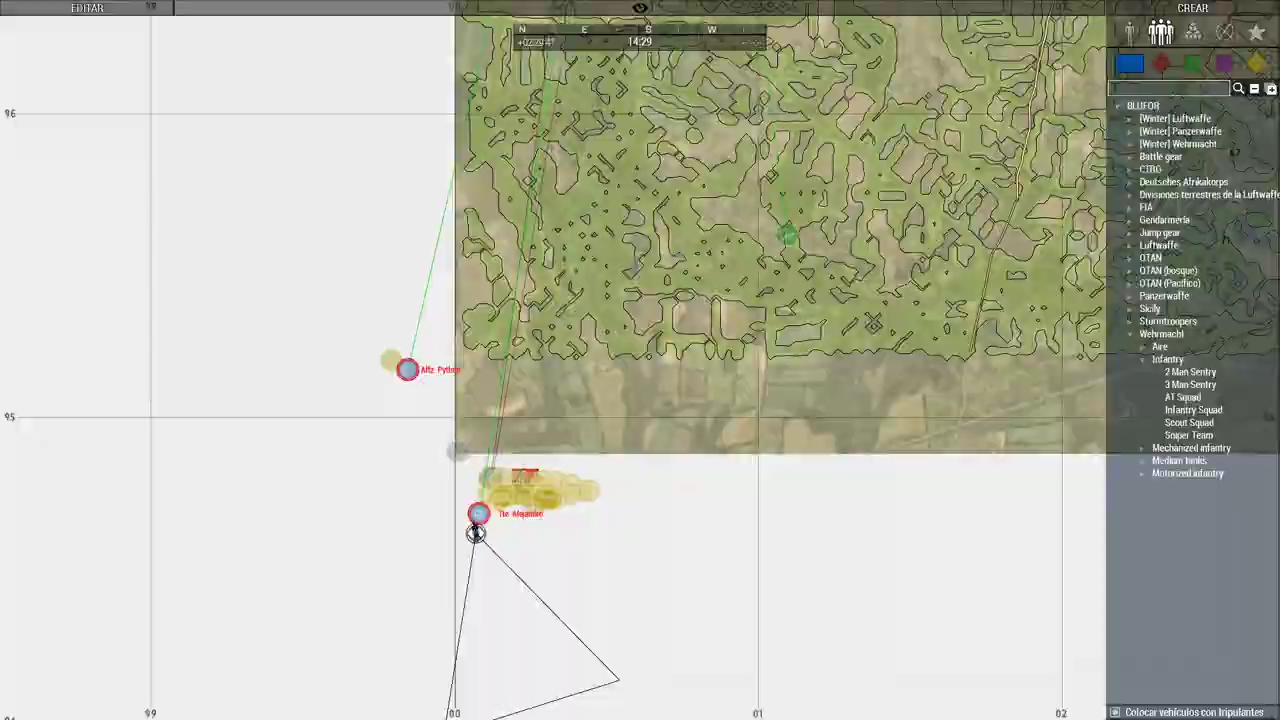 EDITAR
CREAR
N E S W
14:29
96
95
99
00
01
02
Alfz Python
Tte Alejandro
BLUFOR
[Winter] Luftwaffe
[Winter] Panzerwaffe
[Winter] Wehrmacht
Battle gear
CTRG
Deutsches Afrikakorps
Divisiones terrestres de la Luftwaffe
FIA
Gendarmería
Jump gear
Luftwaffe
OTAN
OTAN (bosque)
OTAN (Pacífico)
Panzerwaffe
Sicily
Sturmtroopers
Wehrmacht
Aire
Infantry
2 Man Sentry
3 Man Sentry
AT Squad
Infantry Squad
Scout Squad
Sniper Team
Mechanized infantry
Medium tanks
Motorized infantry
Colocar vehículos con tripulantes